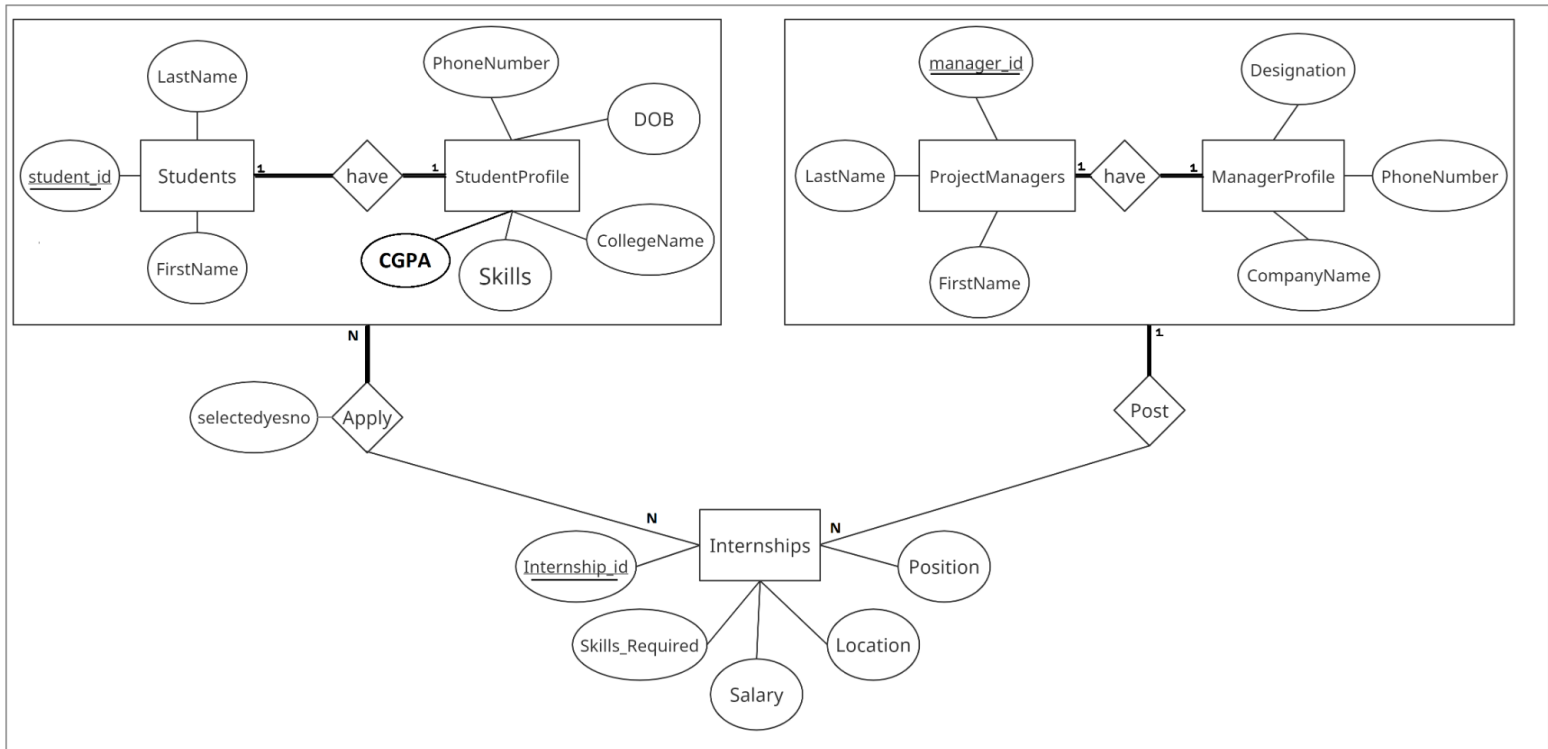 LastName
PhoneNumber
DOB
student_id
Students
1
have
1
StudentProfile
FirstName
CGPA
Skills
CollegeName
manager_id
Designation
LastName
ProjectManagers
1
have
1
ManagerProfile
PhoneNumber
FirstName
CompanyName
N
selectedyesno
Apply
1
Post
N
N
Internships
Internship_id
Position
Skills_Required
Location
Salary